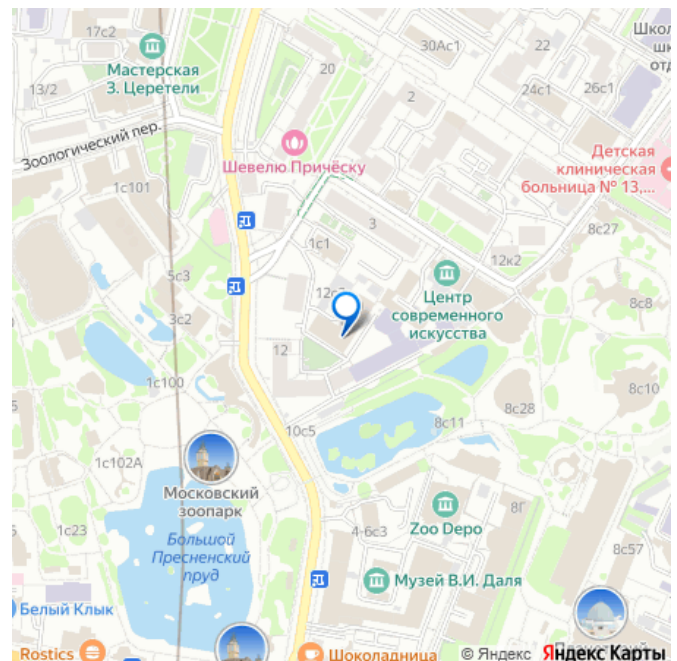 17с2
Мастерская
З. Церетели
13/2
Зоологический пер.
1с101
20
30Ас1
22
2
24с1
26с1
Шевелю Причёску
Детская
клиническая
больница № 13,...
3
1с1
12к2
8с27
5с3
3с2
Центр
современного
искусства
8с8
12
1с100
8с28
8с10
8с11
10с5
1с102А
Московский
зоопарк
4-6с3
Zoo Depo
8Г
1с23
Большой
Пресненский
пруд
8с57
Музей В.И. Даля
Белый Клык
Rostics
Шоколадница
© Яндекс
Яндекс Карты